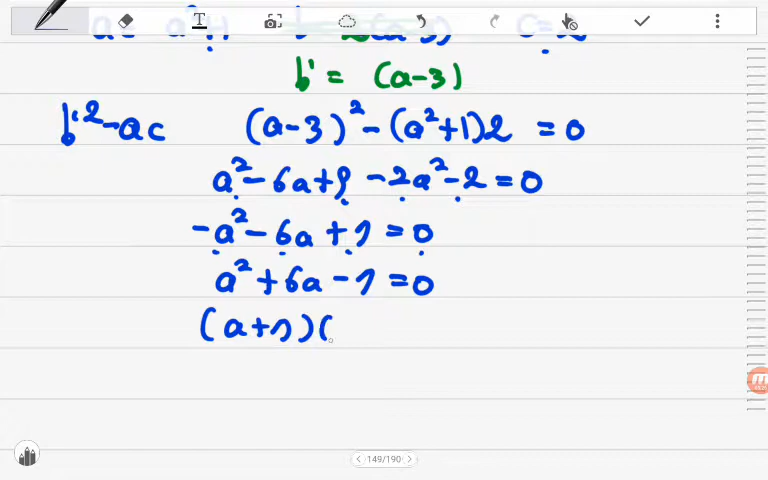 T
b' = (a-3)
b'²-ac (a-3)² - (a²+1)2 = 0
a² - 6a + 9 - 2a² - 2 = 0
-a² - 6a + 7 = 0
a² + 6a - 7 = 0
(a+7)(
149/190